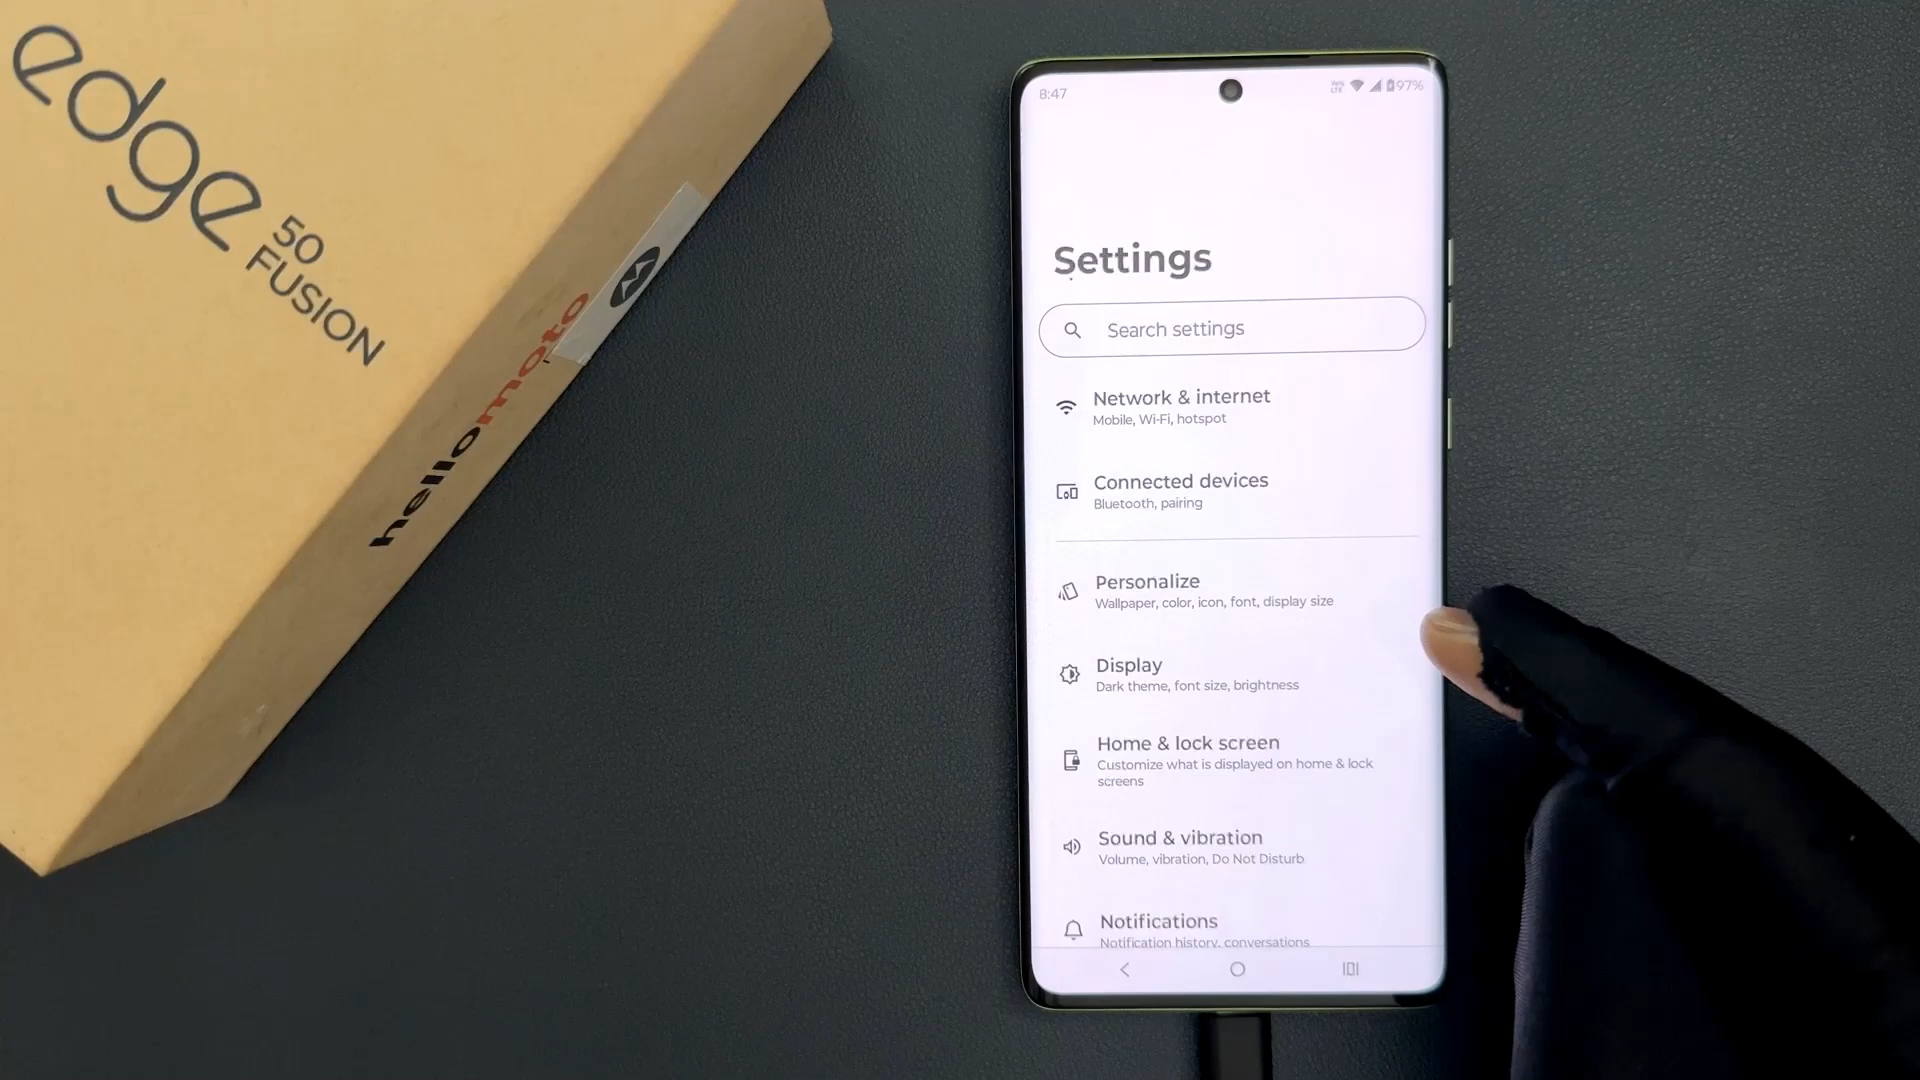 edge
50
FUSION
hellomoto
8:47
Vo
LTE
97%
Settings
Search settings
Network & internet
Mobile, Wi-Fi, hotspot
Connected devices
Bluetooth, pairing
Personalize
Wallpaper, color, icon, font, display size
Display
Dark theme, font size, brightness
Home & lock screen
Customize what is displayed on home & lock
screens
Sound & vibration
Volume, vibration, Do Not Disturb
Notifications
Notification history, conversations